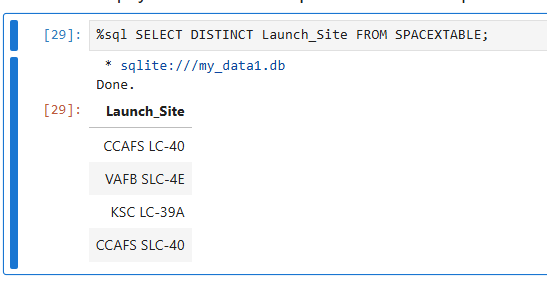 [29]: %sql SELECT DISTINCT Launch_Site FROM SPACEXTABLE;
* sqlite:///my_data1.db
Done.
[29]: Launch_Site
CCAFS LC-40
VAFB SLC-4E
KSC LC-39A
CCAFS SLC-40